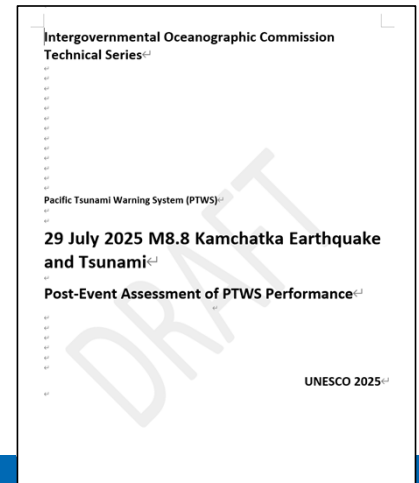 Intergovernmental Oceanographic Commission
Technical Series
Pacific Tsunami Warning System (PTWS)
29 July 2025 M8.8 Kamchatka Earthquake
and Tsunami
Post-Event Assessment of PTWS Performance
DRAFT
UNESCO 2025